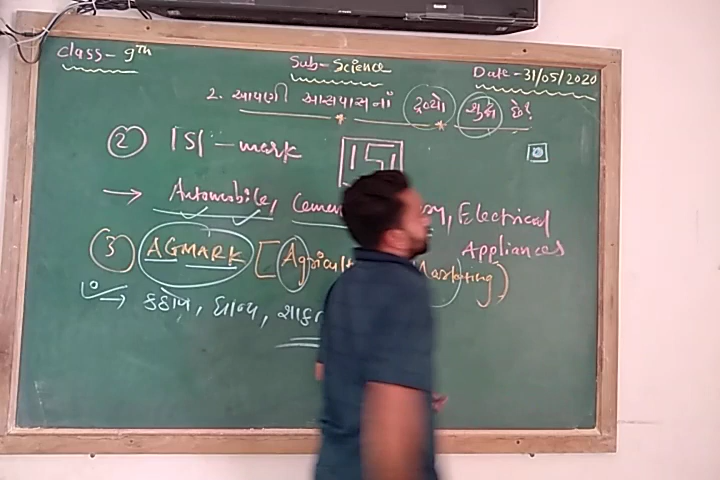 Class - 9th
Sub - Science
Date - 31/05/2020
2. આપણી આસપાસનાં દ્રવ્યો શુદ્ધ છે?
② ISI - mark ISI
→ Automobile, Cement, Electrical Appliances
③ AGMARK [Agricult Marketing)
→ કઠોળ, ધાન્ય,